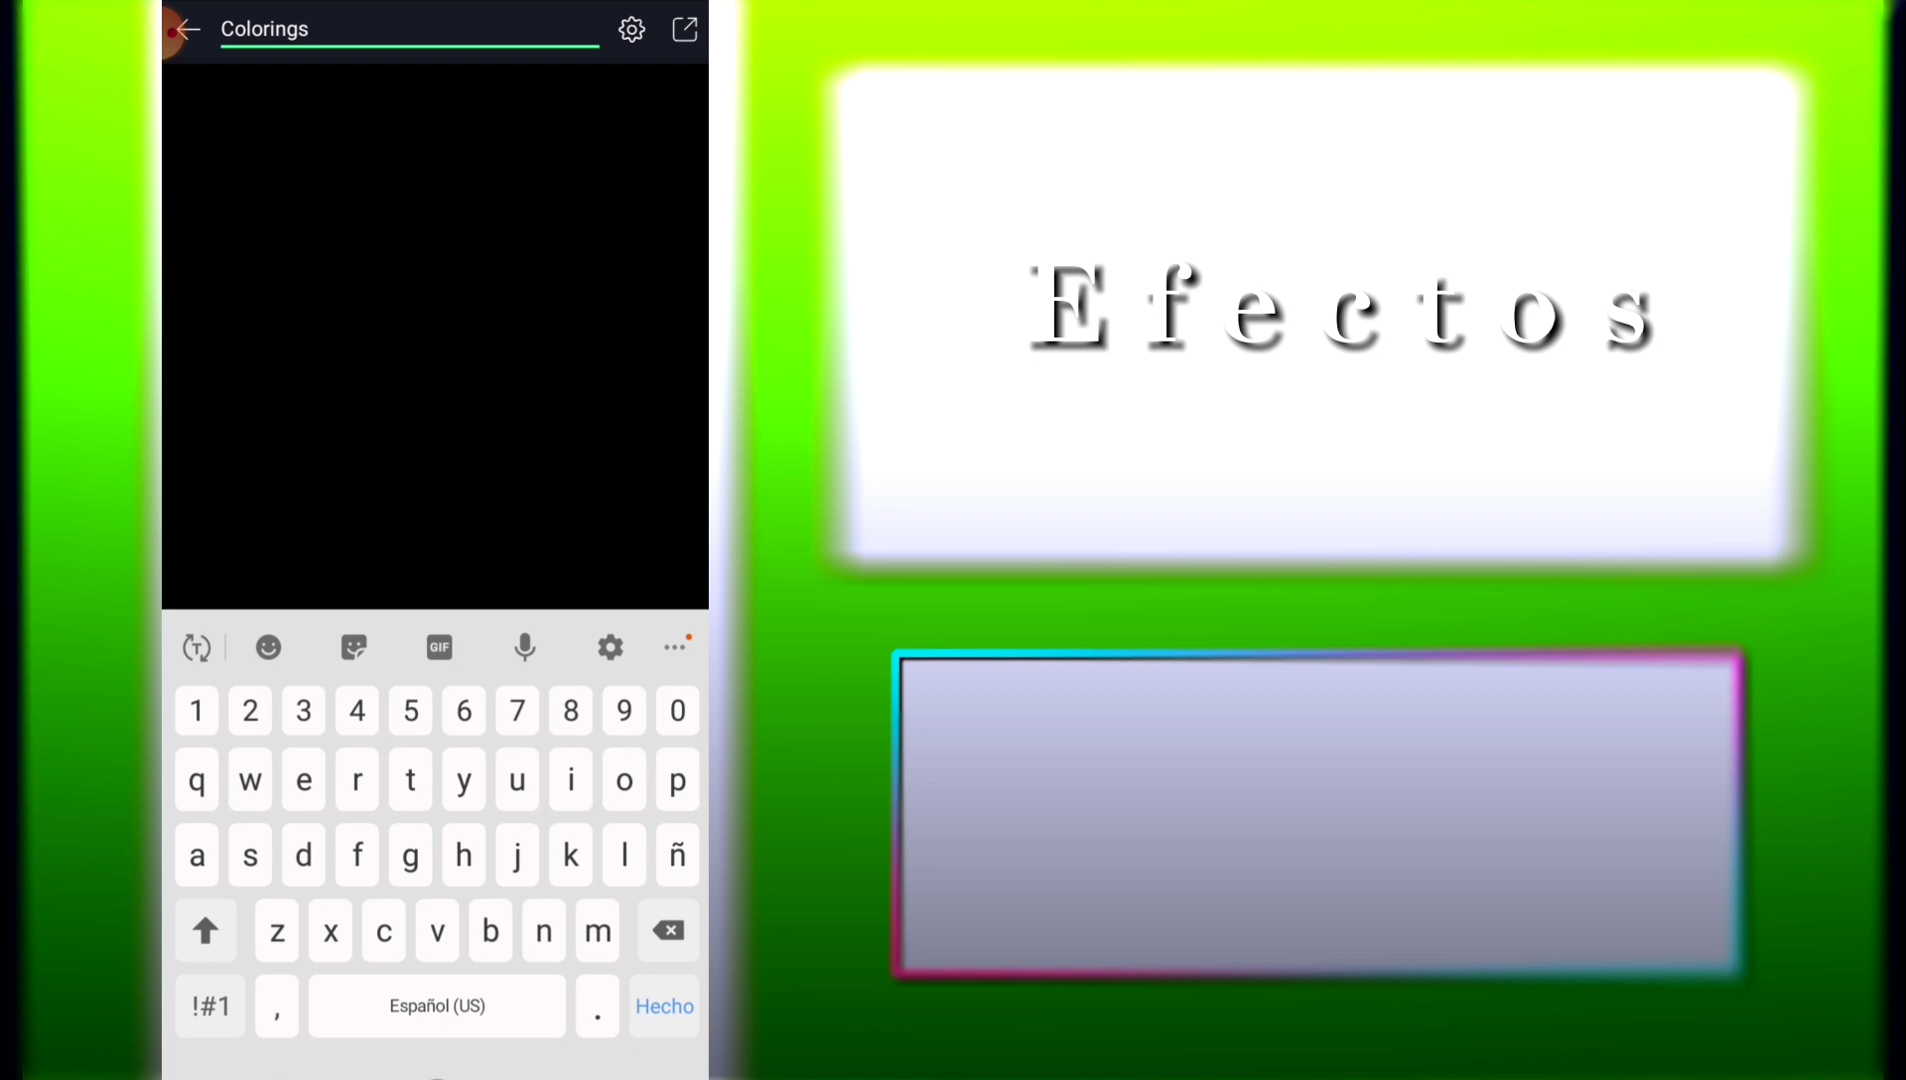 Colorings
E f e c t o s
GIF
1 2 3 4 5 6 7 8 9 0
q w e r t y u i o p
a s d f g h j k l ñ
z x c v b n m
!#1 , Español (US) . Hecho